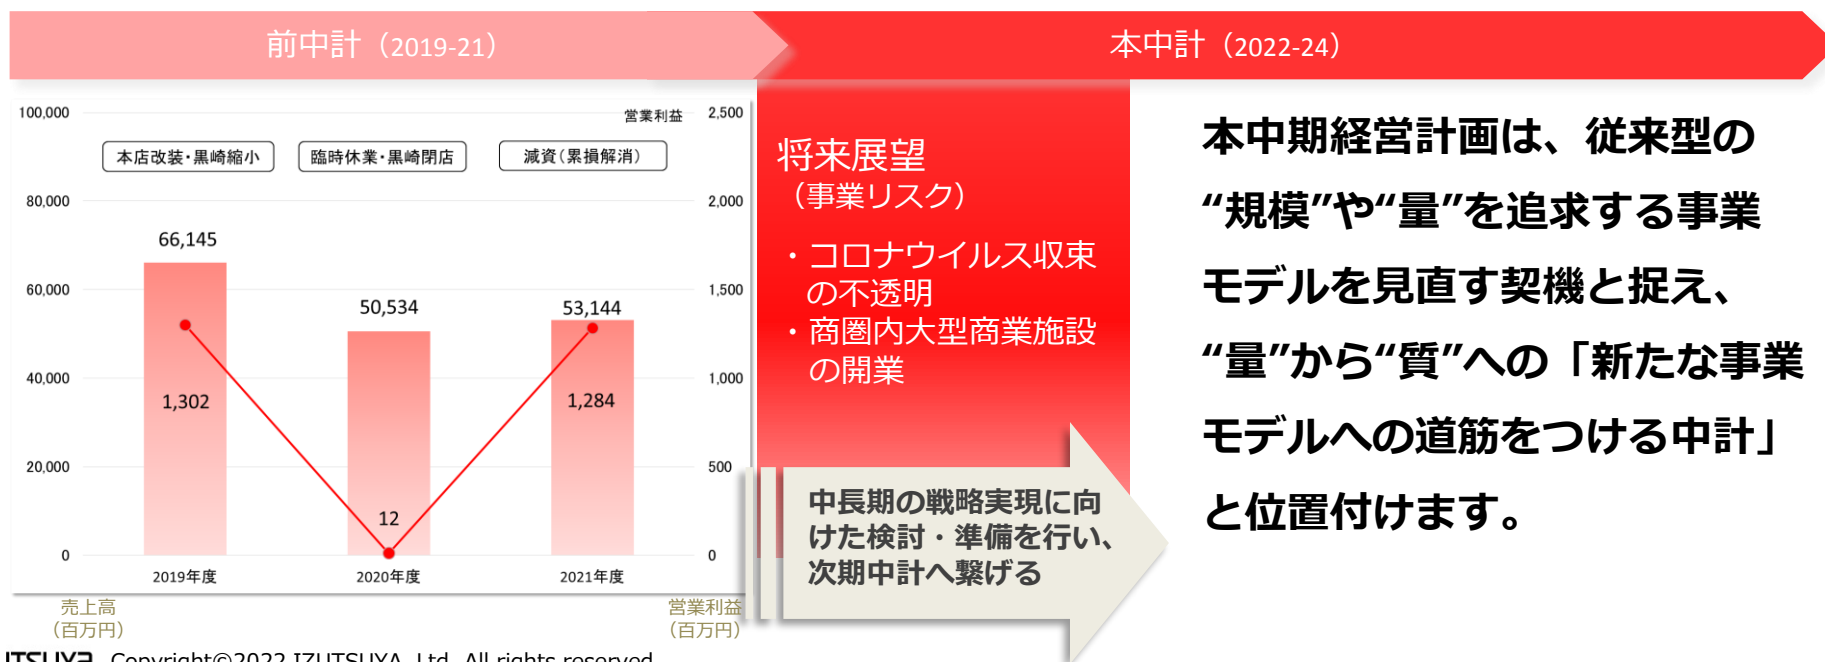 前中計（2019-21）
本中計（2022-24）
営業利益
100,000
80,000
60,000
40,000
20,000
0
2,500
2,000
1,500
1,000
500
0
本店改装・黒崎縮小
臨時休業・黒崎閉店
減資（累損解消）
66,145
50,534
53,144
1,302
12
1,284
2019年度
2020年度
2021年度
売上高
（百万円）
営業利益
（百万円）
将来展望
（事業リスク）
・コロナウイルス収束
の不透明
・商圏内大型商業施設
の開業
中長期の戦略実現に向
けた検討・準備を行い、
次期中計へ繋げる
本中期経営計画は、従来型の
“規模”や“量”を追求する事業
モデルを見直す契機と捉え、
“量”から“質”への「新たな事業
モデルへの道筋をつける中計」
と位置付けます。
Copyright©2022 IZUTSUYA, Ltd. All rights reserved